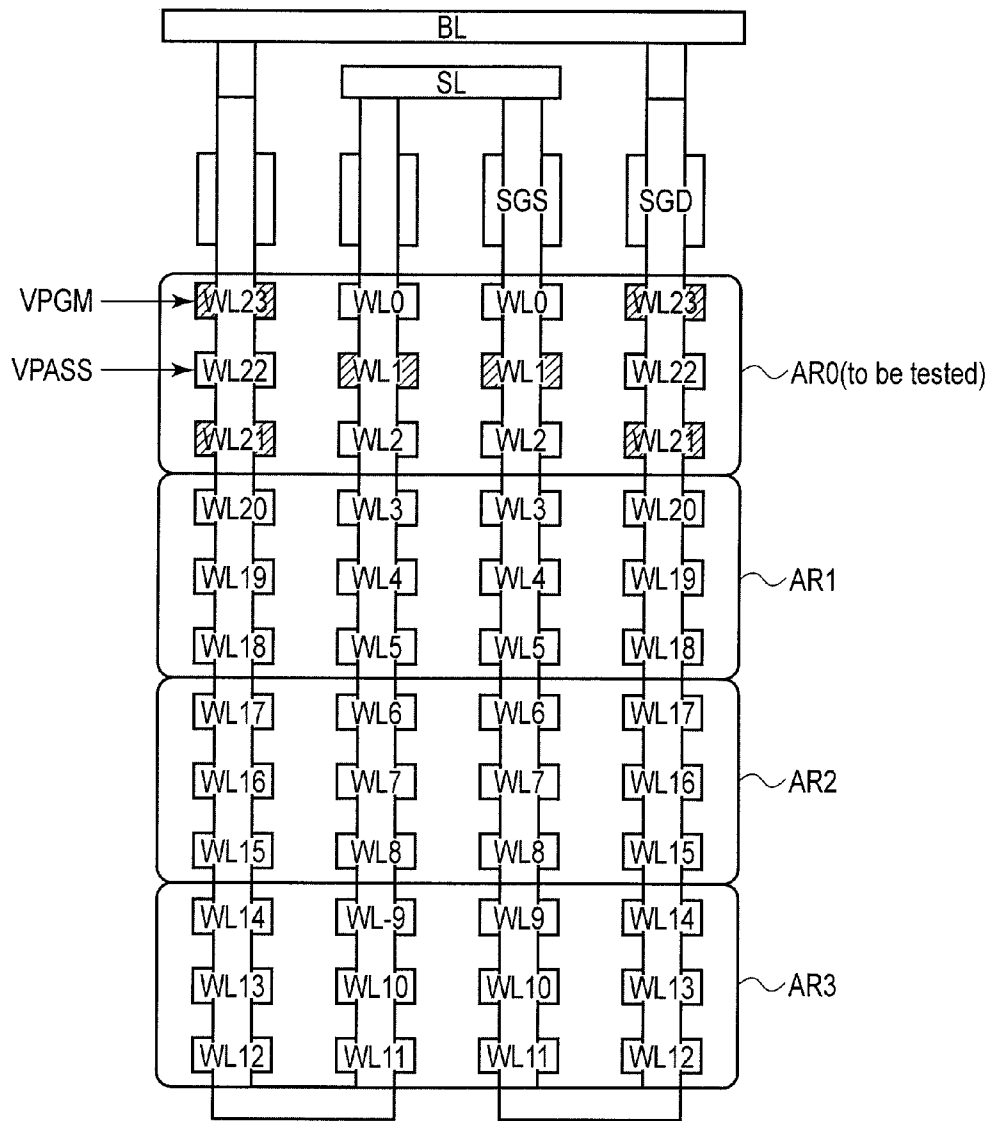 BL
SL
SGS SGD
VPGM WL23 WL0 WL0 WL23
VPASS WL22 WL1 WL1 WL22 AR0(to be tested)
WL21 WL2 WL2 WL21
WL20 WL3 WL3 WL20
WL19 WL4 WL4 WL19 AR1
WL18 WL5 WL5 WL18
WL17 WL6 WL6 WL17
WL16 WL7 WL7 WL16 AR2
WL15 WL8 WL8 WL15
WL14 WL-9 WL9 WL14
WL13 WL10 WL10 WL13 AR3
WL12 WL11 WL11 WL12